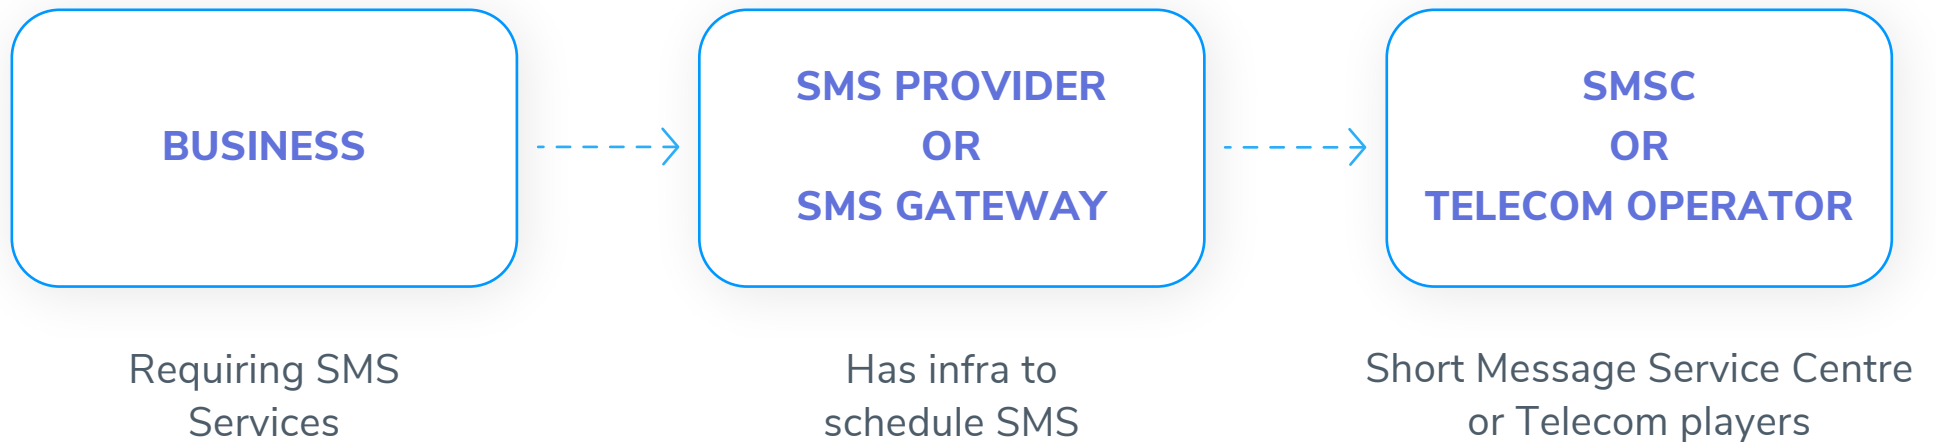 BUSINESS
SMS PROVIDER
OR
SMS GATEWAY
SMSC
OR
TELECOM OPERATOR
Requiring SMS
Services
Has infra to
schedule SMS
Short Message Service Centre
or Telecom players